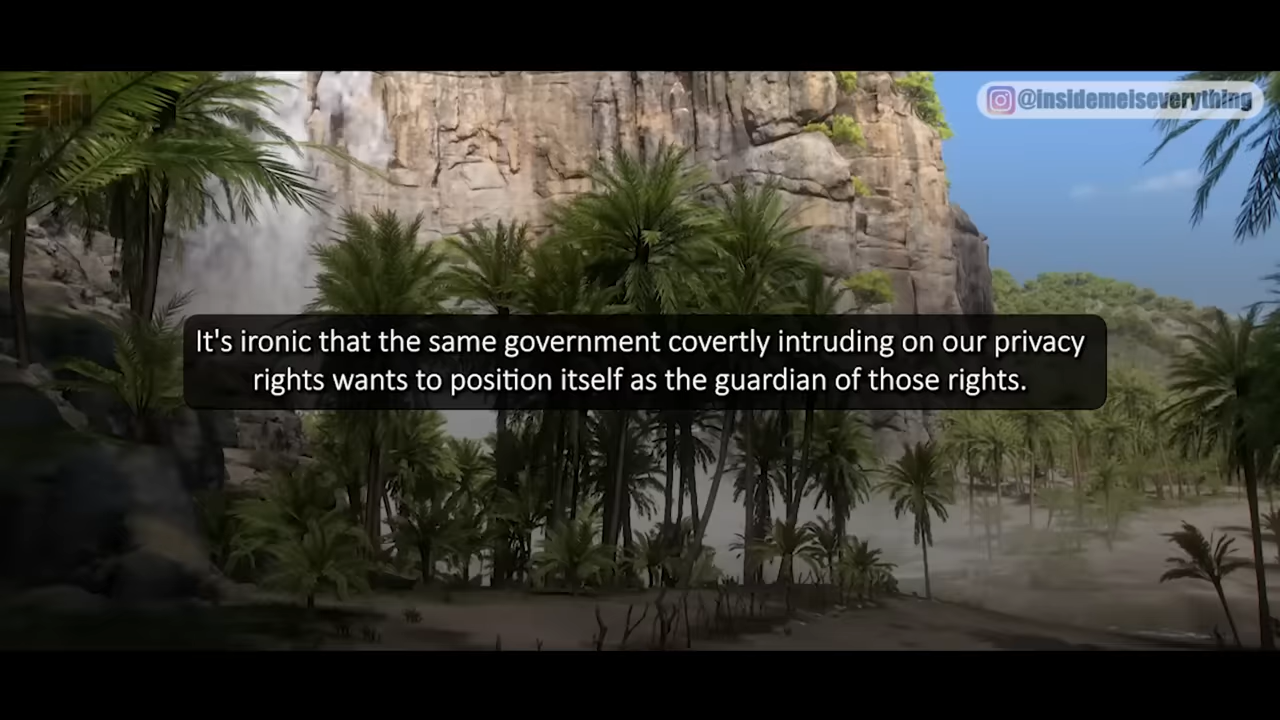 @insidemeiseverything
It's ironic that the same government covertly intruding on our privacy
rights wants to position itself as the guardian of those rights.